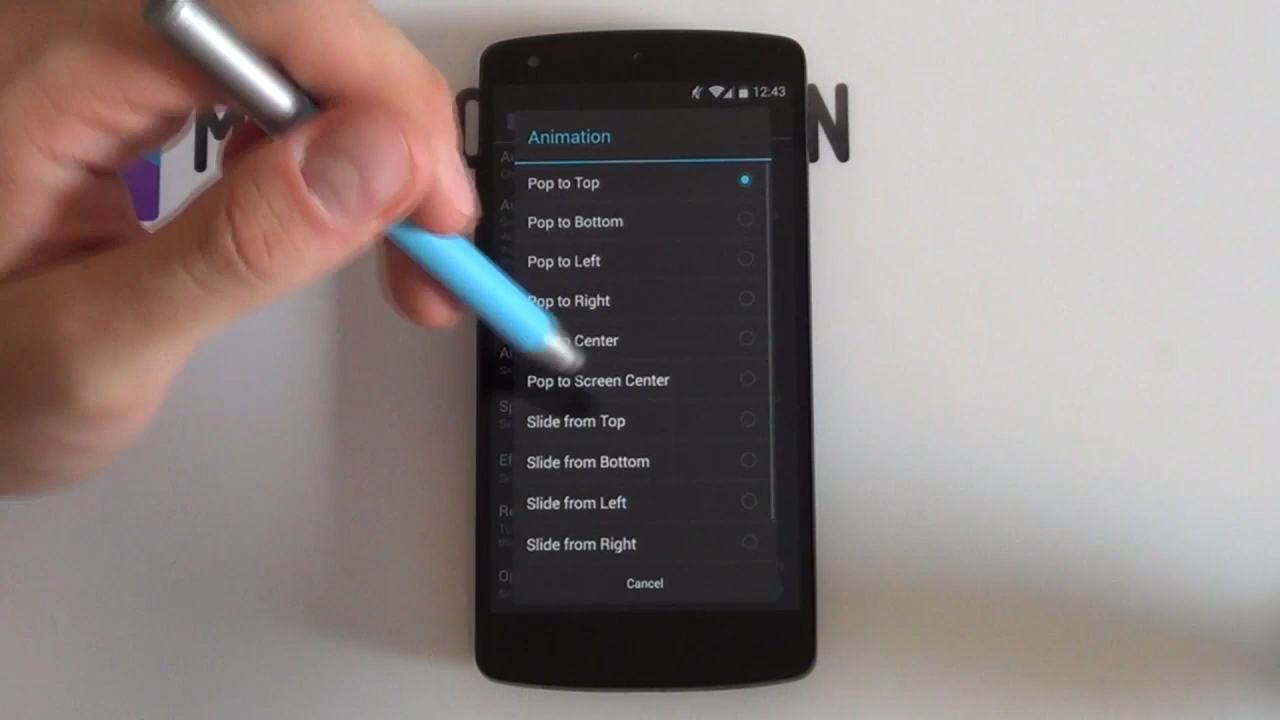 12:43
Animation
Pop to Top
Pop to Bottom
Pop to Left
Pop to Right
Center
Pop to Screen Center
Slide from Top
Slide from Bottom
Slide from Left
Slide from Right
Cancel